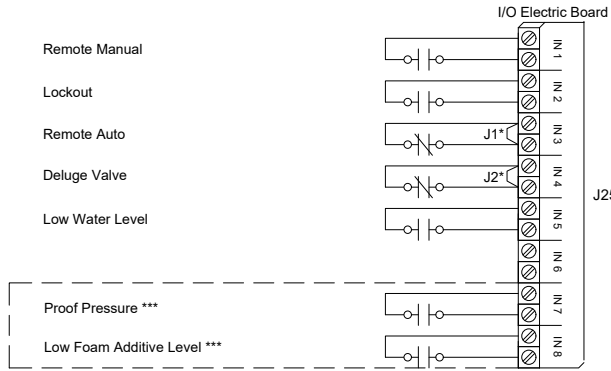 I/O Electric Board
Remote Manual
IN 1
Lockout
IN 2
Remote Auto
J1*
IN 3
Deluge Valve
J2*
IN 4
J25
Low Water Level
IN 5
IN 6
Proof Pressure ***
IN 7
Low Foam Additive Level ***
IN 8